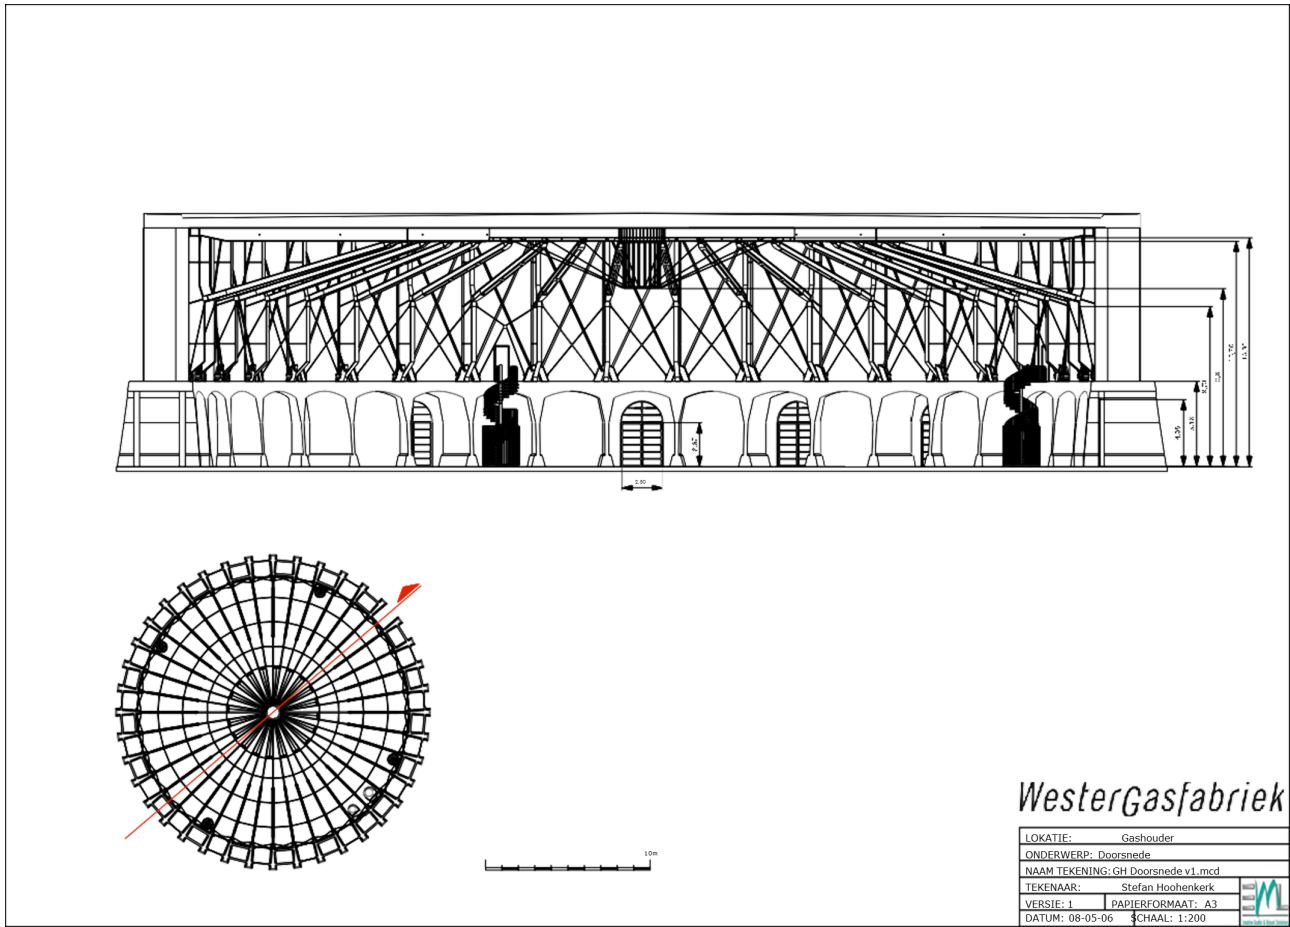 2.80
4.36
10m
WesterGasfabriek
LOKATIE: Gashouder
ONDERWERP: Doorsnede
NAAM TEKENING: GH Doorsnede v1.mcd
TEKENAAR: Stefan Hoohenkerk
VERSIE: 1 PAPIERFORMAAT: A3
DATUM: 08-05-06 SCHAAL: 1:200